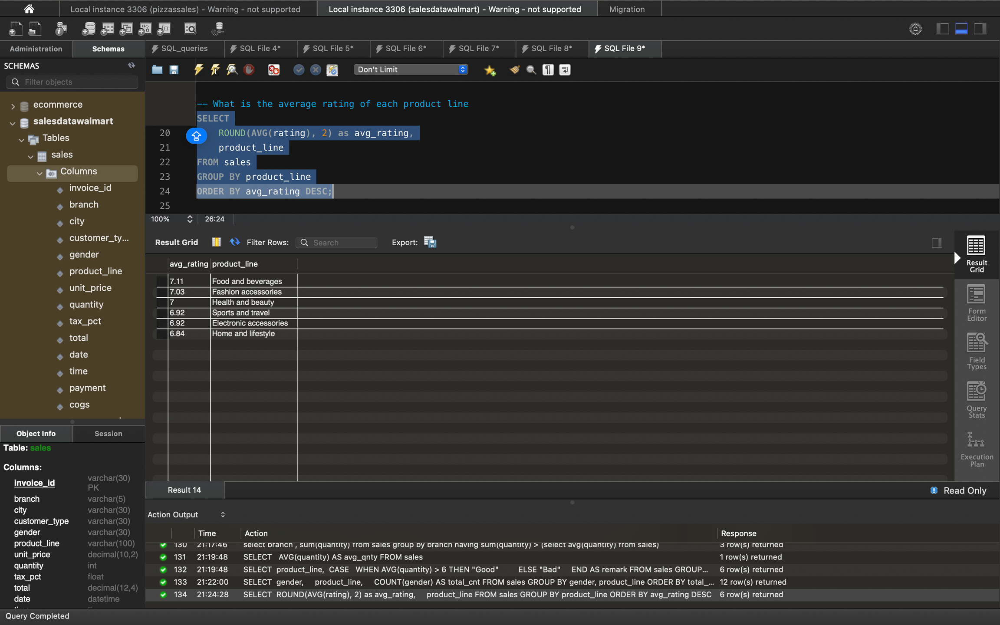 Local instance 3306 (pizzassales) - Warning - not supported
Local instance 3306 (salesdatawalmart) - Warning - not supported
Migration
Administration
Schemas
SQL_queries
SQL File 4*
SQL File 5*
SQL File 6*
SQL File 7*
SQL File 8*
SQL File 9*
SCHEMAS
Filter objects
ecommerce
salesdatawalmart
Tables
sales
Columns
invoice_id
branch
city
customer_ty...
gender
product_line
unit_price
quantity
tax_pct
total
date
time
payment
cogs
Object Info
Session
Table: sales
Columns:
invoice_id varchar(30) PK
branch varchar(5)
city varchar(30)
customer_type varchar(30)
gender varchar(30)
product_line varchar(100)
unit_price decimal(10,2)
quantity int
tax_pct float
total decimal(12,4)
date datetime
Don't Limit
-- What is the average rating of each product line
SELECT
20 ROUND(AVG(rating), 2) as avg_rating,
21 product_line
22 FROM sales
23 GROUP BY product_line
24 ORDER BY avg_rating DESC;
25
100%
26:24
Result Grid
Filter Rows:
Search
Export:
avg_rating product_line
7.11 Food and beverages
7.03 Fashion accessories
7 Health and beauty
6.92 Sports and travel
6.92 Electronic accessories
6.84 Home and lifestyle
Result
Grid
Form
Editor
Field
Types
Query
Stats
Execution
Plan
Result 14
Read Only
Action Output
Time Action Response
130 21:17:46 select branch , sum(quantity) from sales group by branch having sum(quantity) > (select avg(quantity) from sales) 3 row(s) returned
131 21:19:48 SELECT AVG(quantity) AS avg_qnty FROM sales 1 row(s) returned
132 21:19:48 SELECT product_line, CASE WHEN AVG(quantity) > 6 THEN "Good" ELSE "Bad" END AS remark FROM sales GROUP... 6 row(s) returned
133 21:22:00 SELECT gender, product_line, COUNT(gender) AS total_cnt FROM sales GROUP BY gender, product_line ORDER BY total_... 12 row(s) returned
134 21:24:28 SELECT ROUND(AVG(rating), 2) as avg_rating, product_line FROM sales GROUP BY product_line ORDER BY avg_rating DESC 6 row(s) returned
Query Completed